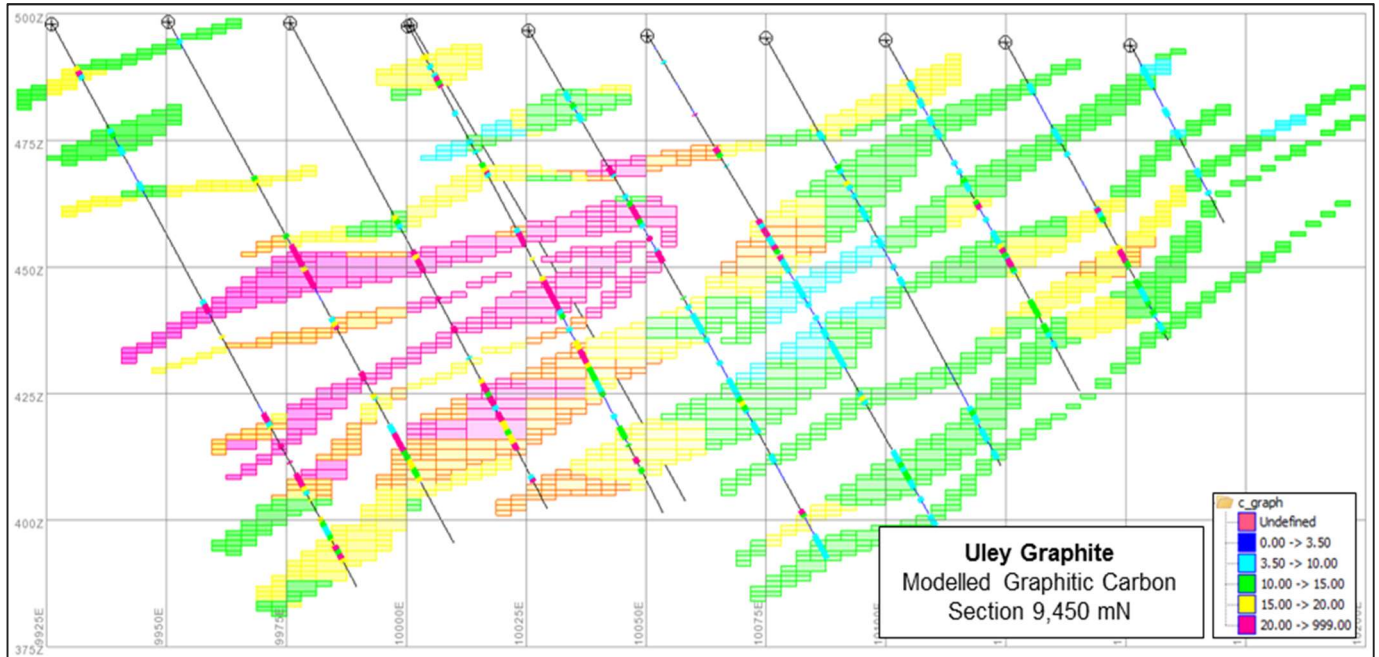 500Z
475Z
450Z
425Z
400Z
375Z
9925E
9950E
9975E
10000E
10025E
10050E
10075E
Uley Graphite
Modelled Graphitic Carbon
Section 9,450 mN
c_graph
Undefined
0.00 -> 3.50
3.50 -> 10.00
10.00 -> 15.00
15.00 -> 20.00
20.00 -> 999.00